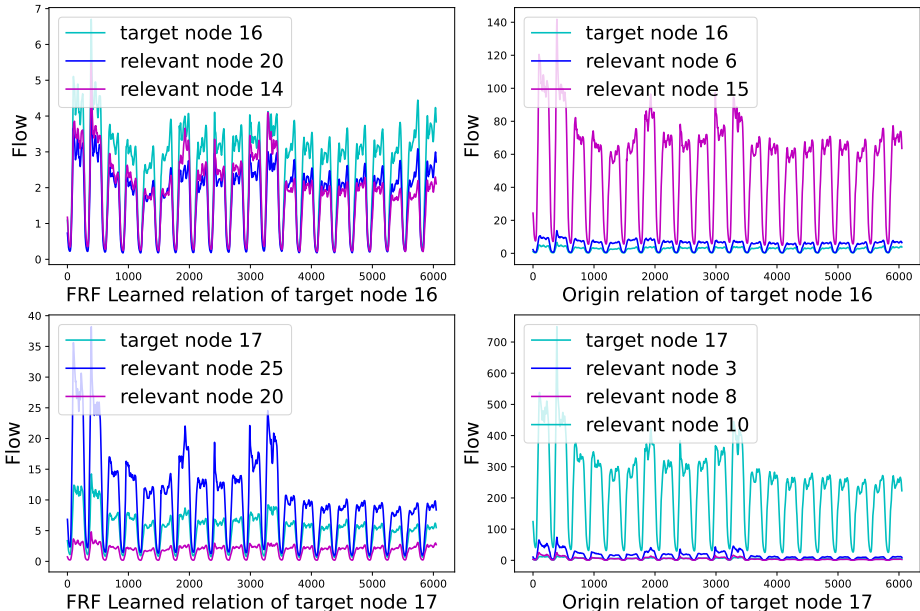 7
6
5
4
3
2
1
0
Flow
target node 16
relevant node 20
relevant node 14
0 1000 2000 3000 4000 5000 6000
FRF Learned relation of target node 16
140
120
100
80
60
40
20
0
Flow
target node 16
relevant node 6
relevant node 15
0 1000 2000 3000 4000 5000 6000
Origin relation of target node 16
40
35
30
25
20
15
10
5
0
Flow
target node 17
relevant node 25
relevant node 20
0 1000 2000 3000 4000 5000 6000
FRF Learned relation of target node 17
700
600
500
400
300
200
100
0
Flow
target node 17
relevant node 3
relevant node 8
relevant node 10
0 1000 2000 3000 4000 5000 6000
Origin relation of target node 17